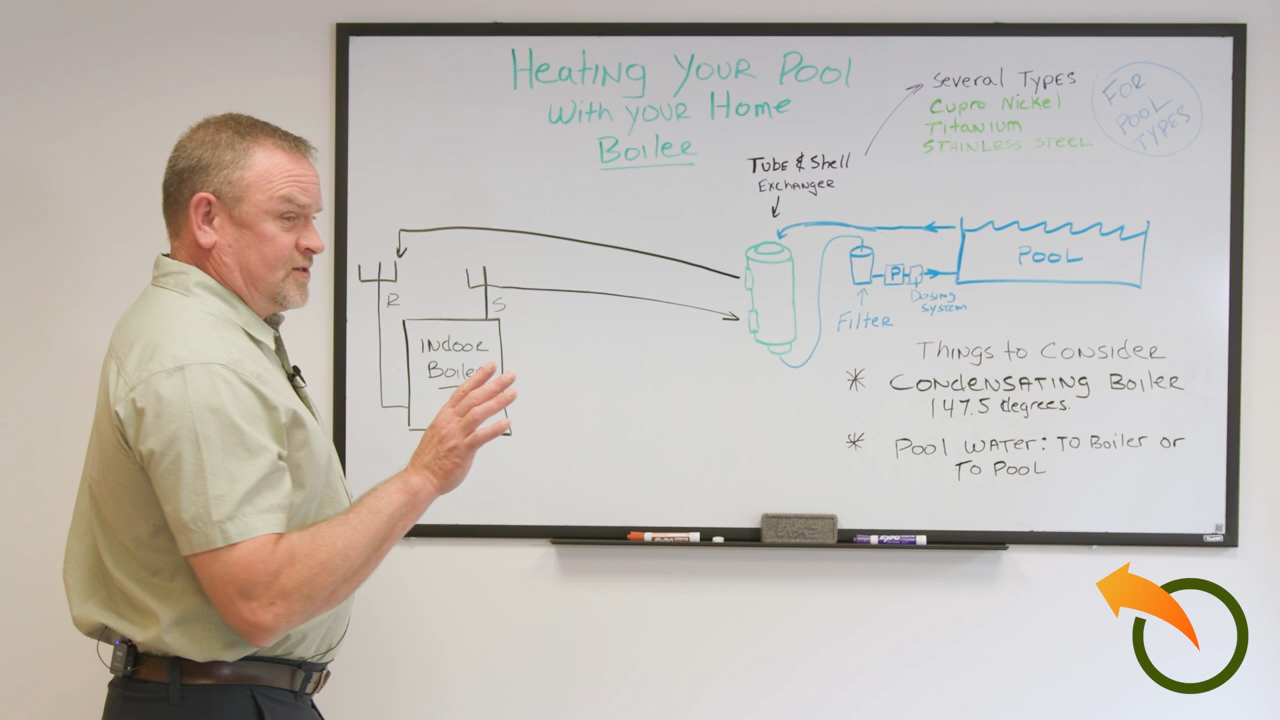 Heating Your Pool
With your Home
Boiler
Several Types
Cupro Nickel
Titanium
STAINLESS STEEL
FOR
POOL
TYPES
Tube & Shell
Exchanger
R
S
Indoor
Boiler
POOL
P
Dosing
System
Filter
Things to Consider
* Condensating Boiler
147.5 degrees.
* Pool Water: To Boiler or
To Pool
EXPO